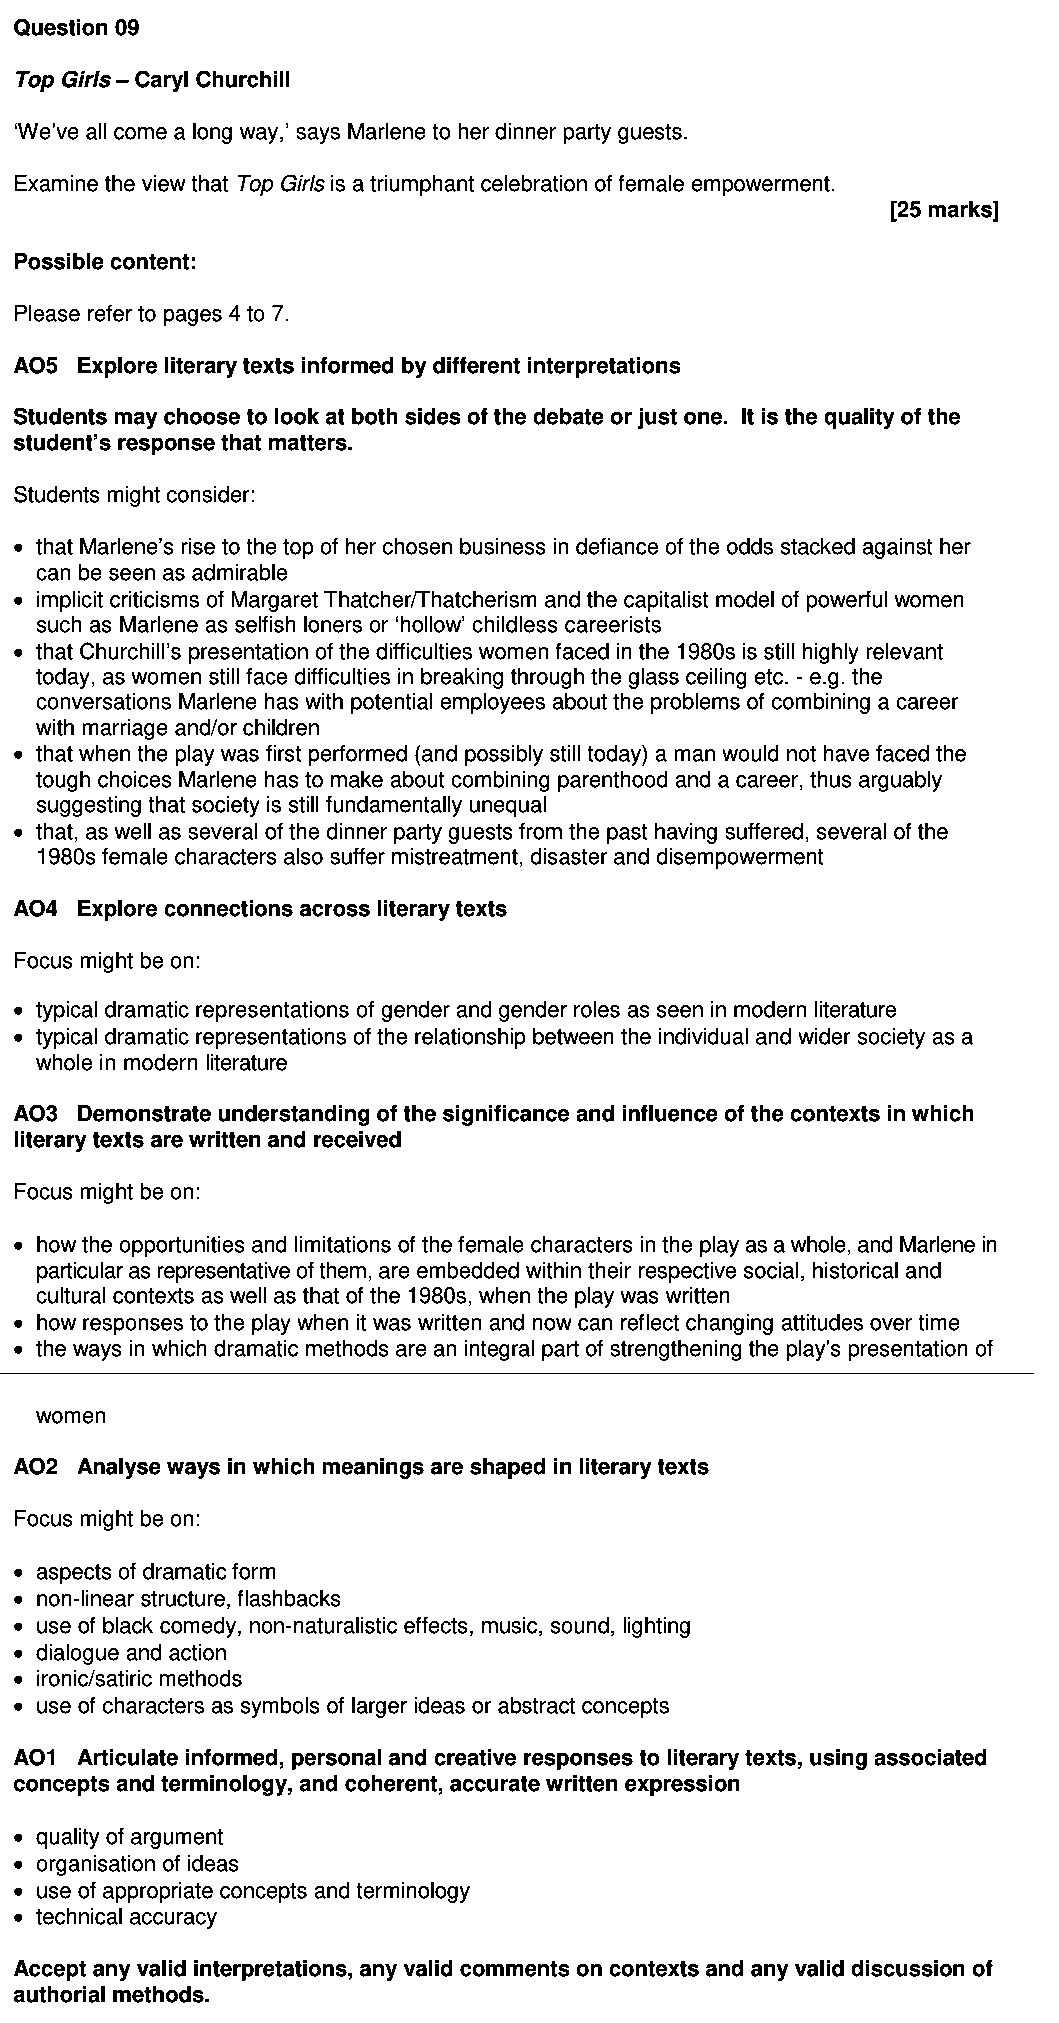 Question 09
Top Girls – Caryl Churchill
‘We’ve all come a long way,’ says Marlene to her dinner party guests.
Examine the view that Top Girls is a triumphant celebration of female empowerment.
[25 marks]
Possible content:
Please refer to pages 4 to 7.
AO5 Explore literary texts informed by different interpretations
Students may choose to look at both sides of the debate or just one. It is the quality of the
student’s response that matters.
Students might consider:
• that Marlene’s rise to the top of her chosen business in defiance of the odds stacked against her
can be seen as admirable
• implicit criticisms of Margaret Thatcher/Thatcherism and the capitalist model of powerful women
such as Marlene as selfish loners or ‘hollow’ childless careerists
• that Churchill’s presentation of the difficulties women faced in the 1980s is still highly relevant
today, as women still face difficulties in breaking through the glass ceiling etc. - e.g. the
conversations Marlene has with potential employees about the problems of combining a career
with marriage and/or children
• that when the play was first performed (and possibly still today) a man would not have faced the
tough choices Marlene has to make about combining parenthood and a career, thus arguably
suggesting that society is still fundamentally unequal
• that, as well as several of the dinner party guests from the past having suffered, several of the
1980s female characters also suffer mistreatment, disaster and disempowerment
AO4 Explore connections across literary texts
Focus might be on:
• typical dramatic representations of gender and gender roles as seen in modern literature
• typical dramatic representations of the relationship between the individual and wider society as a
whole in modern literature
AO3 Demonstrate understanding of the significance and influence of the contexts in which
literary texts are written and received
Focus might be on:
• how the opportunities and limitations of the female characters in the play as a whole, and Marlene in
particular as representative of them, are embedded within their respective social, historical and
cultural contexts as well as that of the 1980s, when the play was written
• how responses to the play when it was written and now can reflect changing attitudes over time
• the ways in which dramatic methods are an integral part of strengthening the play's presentation of
women
AO2 Analyse ways in which meanings are shaped in literary texts
Focus might be on:
• aspects of dramatic form
• non-linear structure, flashbacks
• use of black comedy, non-naturalistic effects, music, sound, lighting
• dialogue and action
• ironic/satiric methods
• use of characters as symbols of larger ideas or abstract concepts
AO1 Articulate informed, personal and creative responses to literary texts, using associated
concepts and terminology, and coherent, accurate written expression
• quality of argument
• organisation of ideas
• use of appropriate concepts and terminology
• technical accuracy
Accept any valid interpretations, any valid comments on contexts and any valid discussion of
authorial methods.